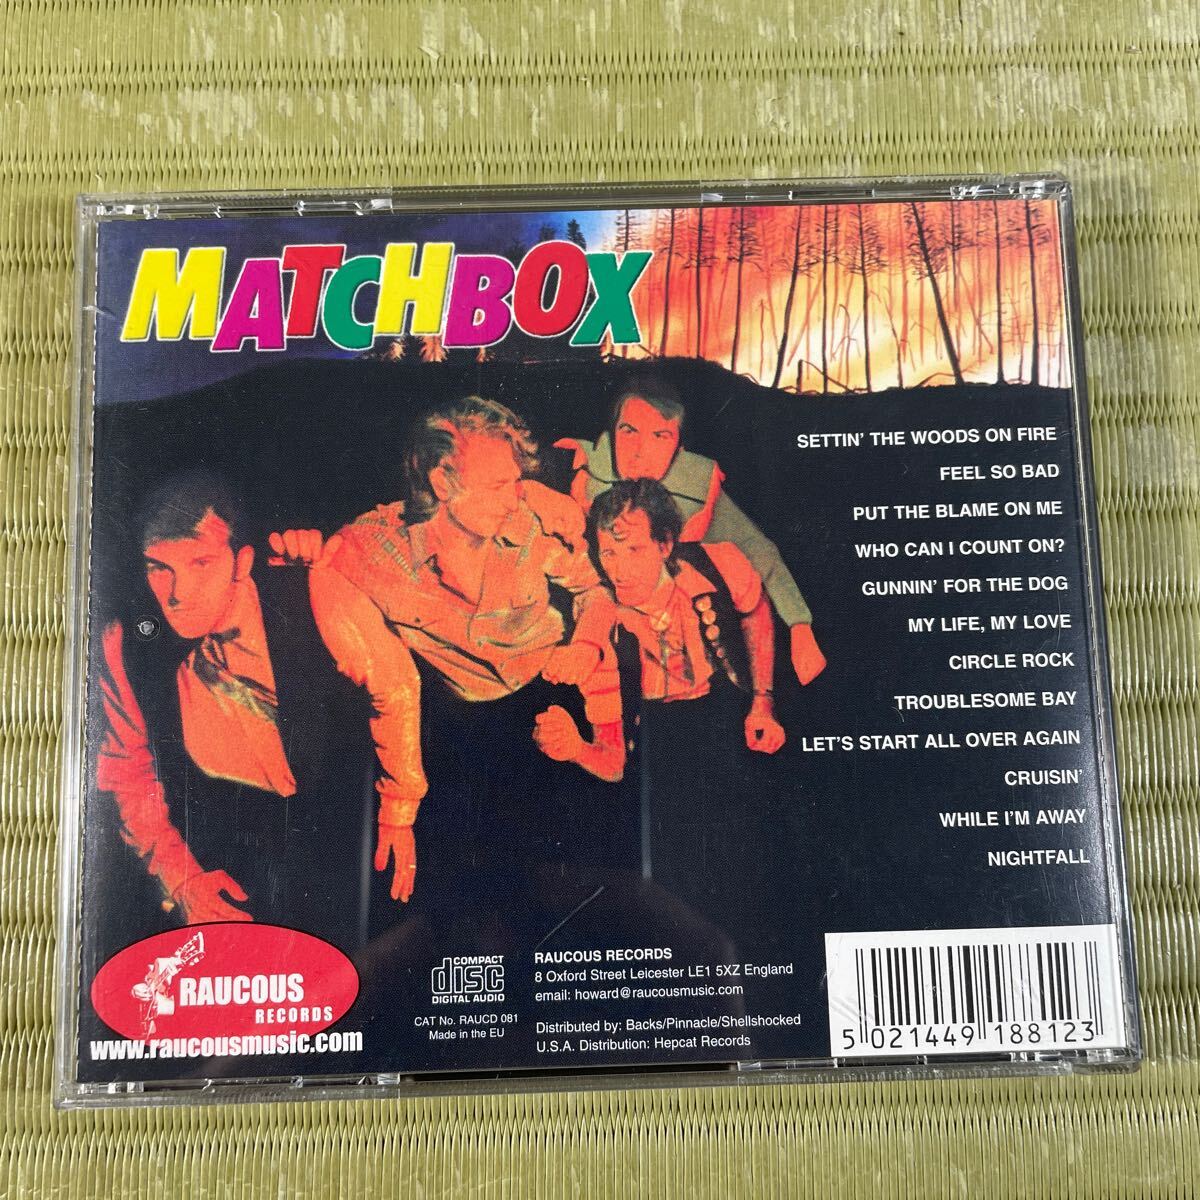 MATCHBOX
SETTIN' THE WOODS ON FIRE
FEEL SO BAD
PUT THE BLAME ON ME
WHO CAN I COUNT ON?
GUNNIN' FOR THE DOG
MY LIFE, MY LOVE
CIRCLE ROCK
TROUBLESOME BAY
LET'S START ALL OVER AGAIN
CRUISIN'
WHILE I'M AWAY
NIGHTFALL
RAUCOUS
RECORDS
www.raucousmusic.com
COMPACT
disc
DIGITAL AUDIO
CAT No. RAUCD 081
Made in the EU
RAUCOUS RECORDS
8 Oxford Street Leicester LE1 5XZ England
email: howard@raucousmusic.com
Distributed by: Backs/Pinnacle/Shellshocked
U.S.A. Distribution: Hepcat Records
5 021449 188123